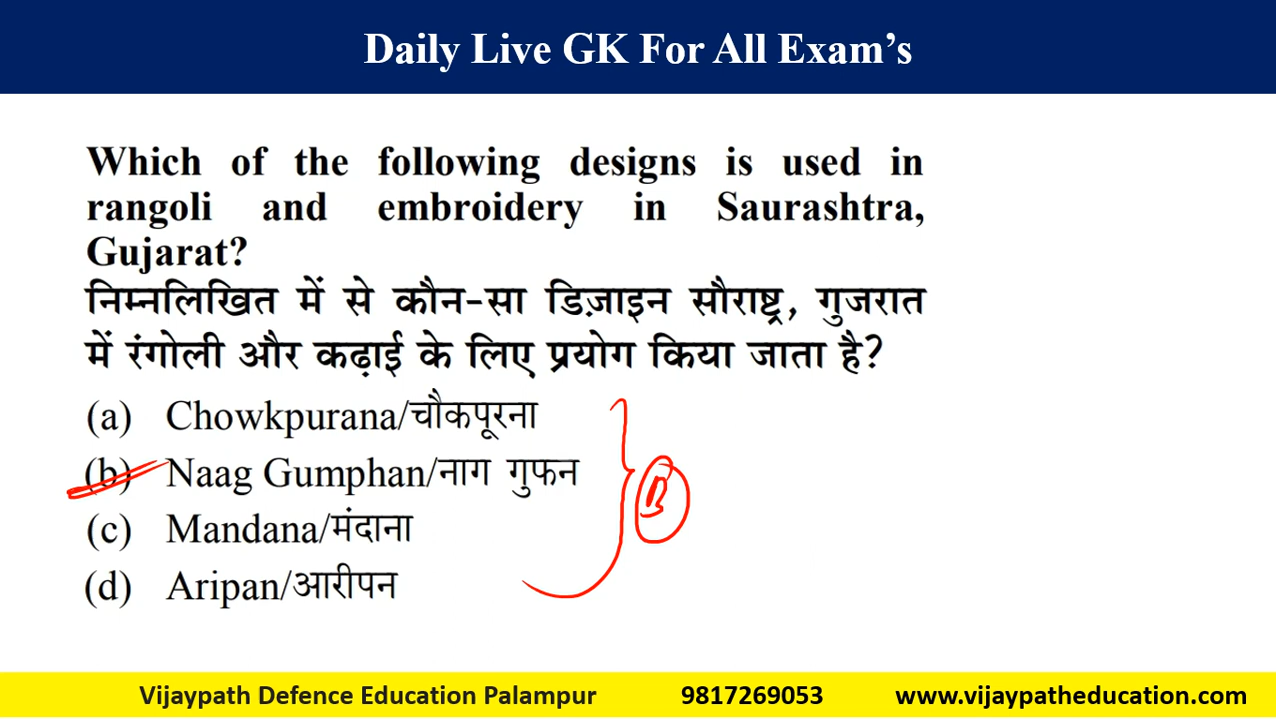 Daily Live GK For All Exam’s
Which of the following designs is used in
rangoli and embroidery in Saurashtra,
Gujarat?
निम्नलिखित में से कौन-सा डिज़ाइन सौराष्ट्र, गुजरात
में रंगोली और कढ़ाई के लिए प्रयोग किया जाता है?
(a) Chowkpurana/चौकपूरना
(b) Naag Gumphan/नाग गुफन
(c) Mandana/मंदाना
(d) Aripan/आरीपन
B
Vijaypath Defence Education Palampur 9817269053 www.vijaypatheducation.com